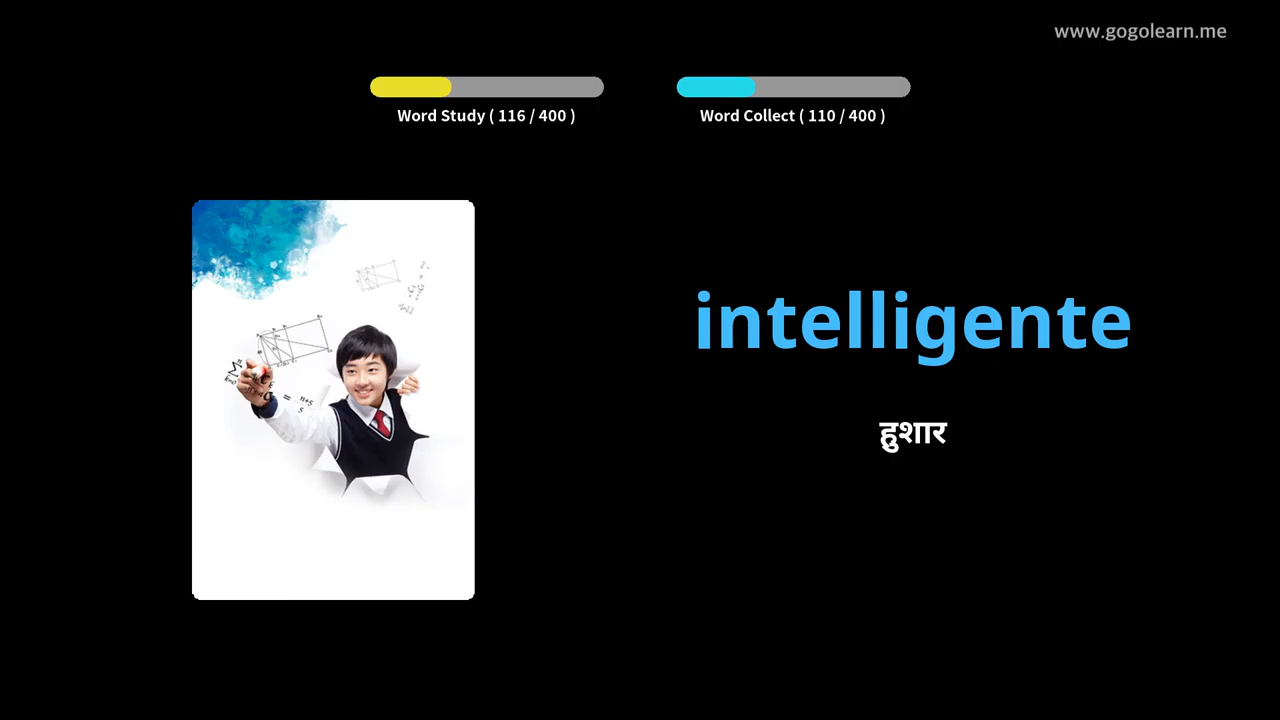 www.gogolearn.me
Word Study ( 116 / 400 )
Word Collect ( 110 / 400 )
intelligente
हुशार